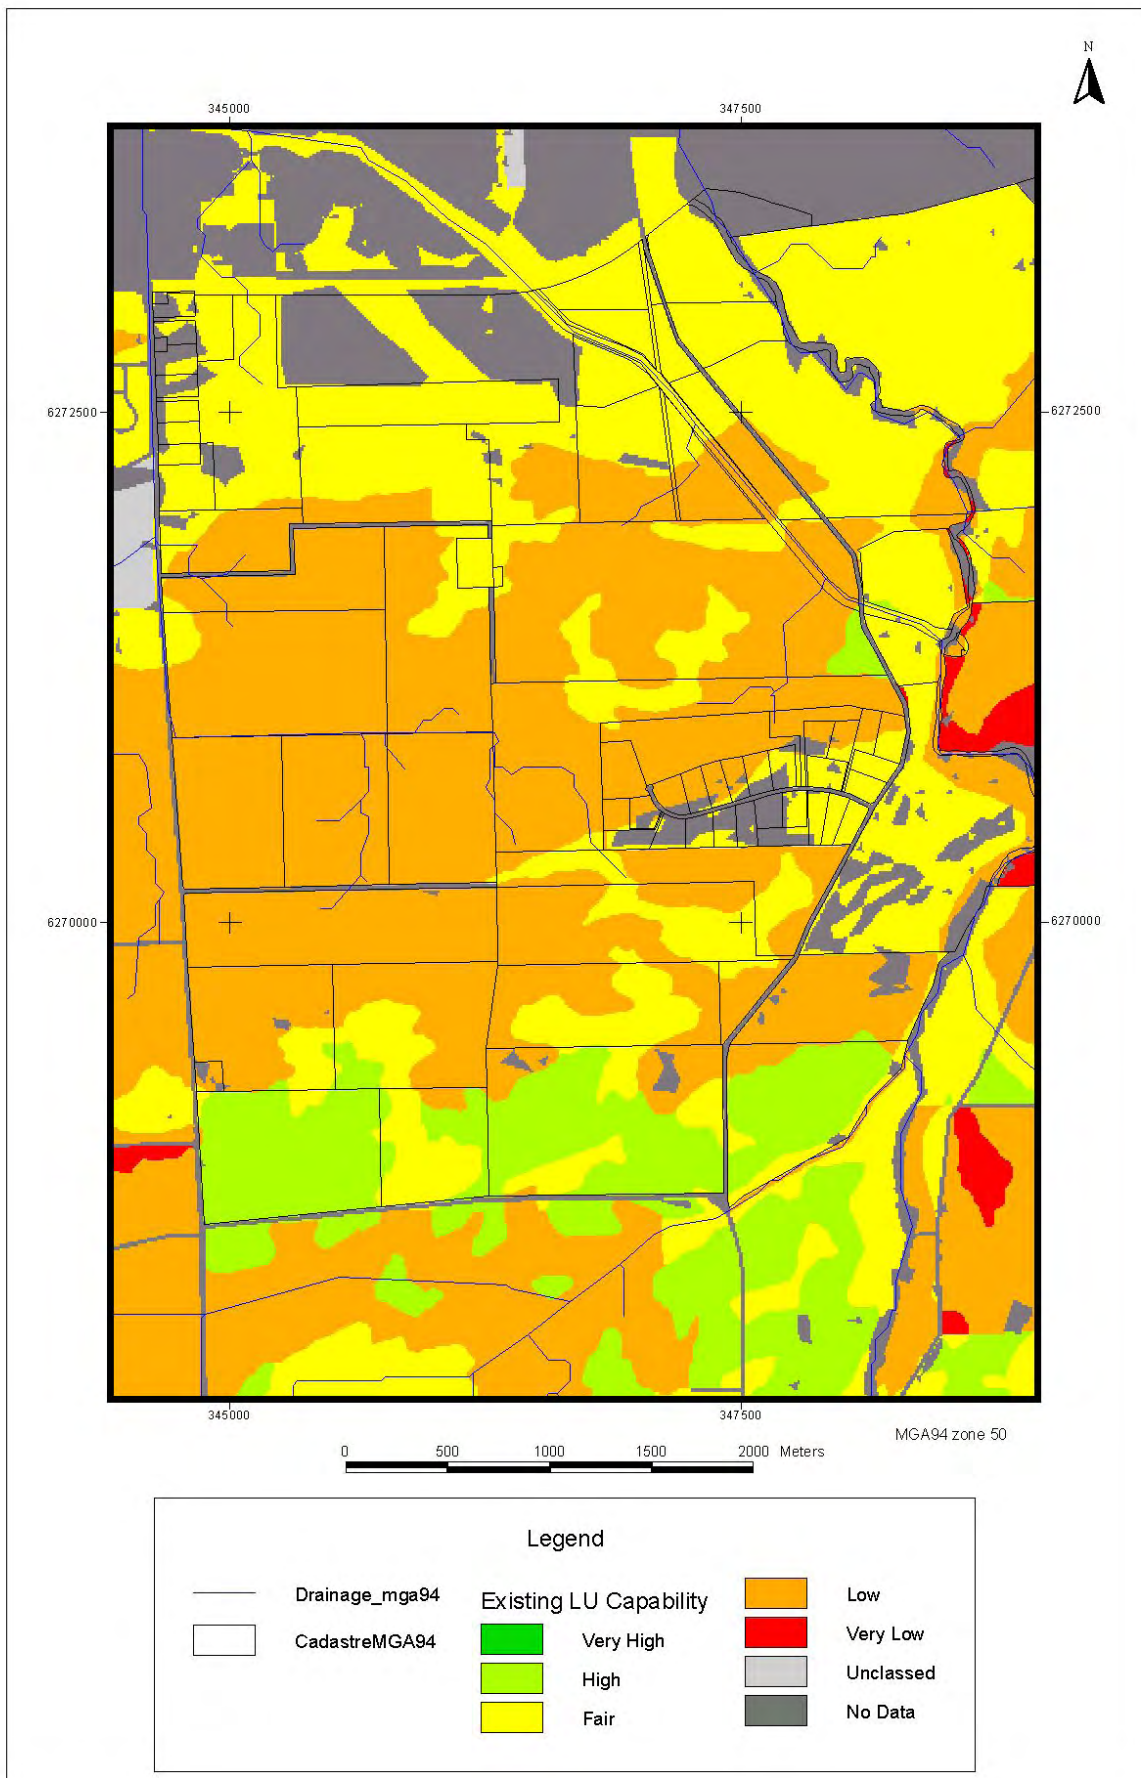 N
345000 347500
6272500 6272500
6270000 6270000
345000 347500
MGA94 zone 50
0 500 1000 1500 2000 Meters
Legend
Drainage_mga94
CadastreMGA94
Existing LU Capability
Very High
High
Fair
Low
Very Low
Unclassed
No Data